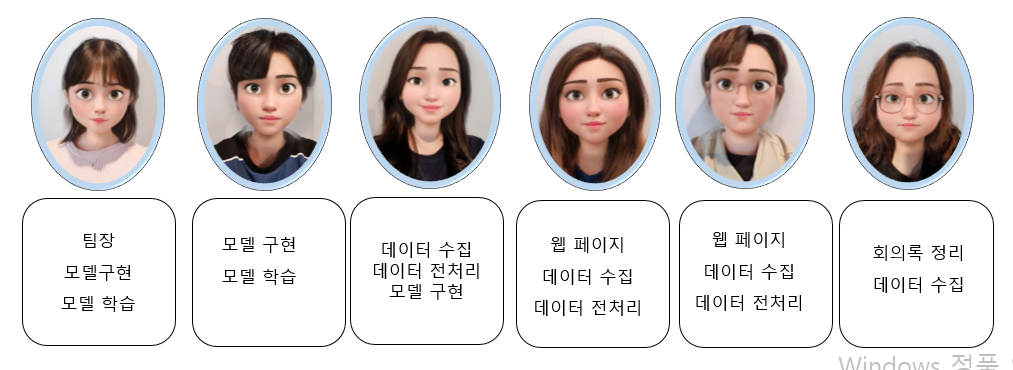 팀장
모델구현
모델 학습
모델 구현
모델 학습
데이터 수집
데이터 전처리
모델 구현
웹 페이지
데이터 수집
데이터 전처리
웹 페이지
데이터 수집
데이터 전처리
회의록 정리
데이터 수집
Windows 정품